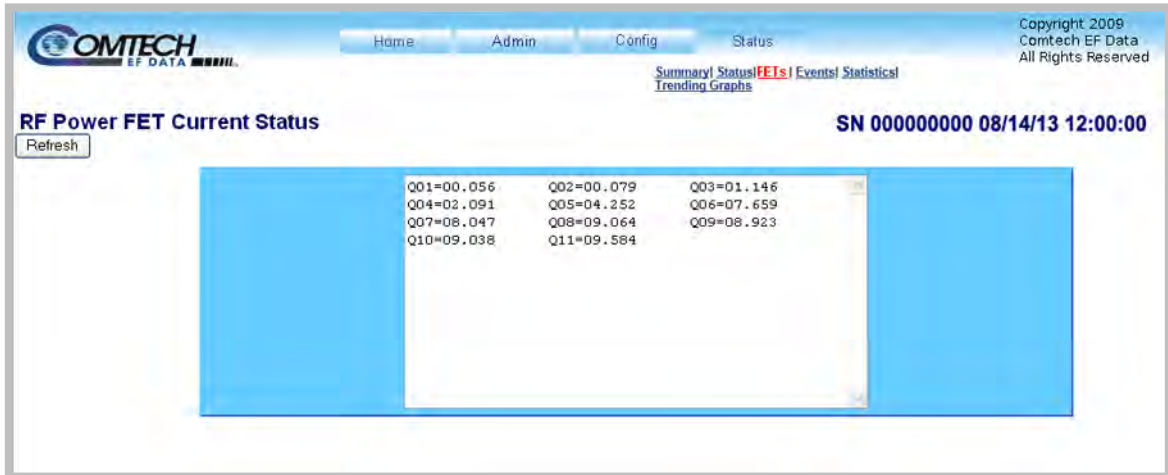 COMTECH
EF DATA
Home Admin Config Status
Copyright 2009
Comtech EF Data
All Rights Reserved
Summary| Status|FETs | Events| Statistics|
Trending Graphs
RF Power FET Current Status
SN 000000000 08/14/13 12:00:00
Refresh
Q01=00.056 Q02=00.079 Q03=01.146
Q04=02.091 Q05=04.252 Q06=07.659
Q07=08.047 Q08=09.064 Q09=08.923
Q10=09.038 Q11=09.584